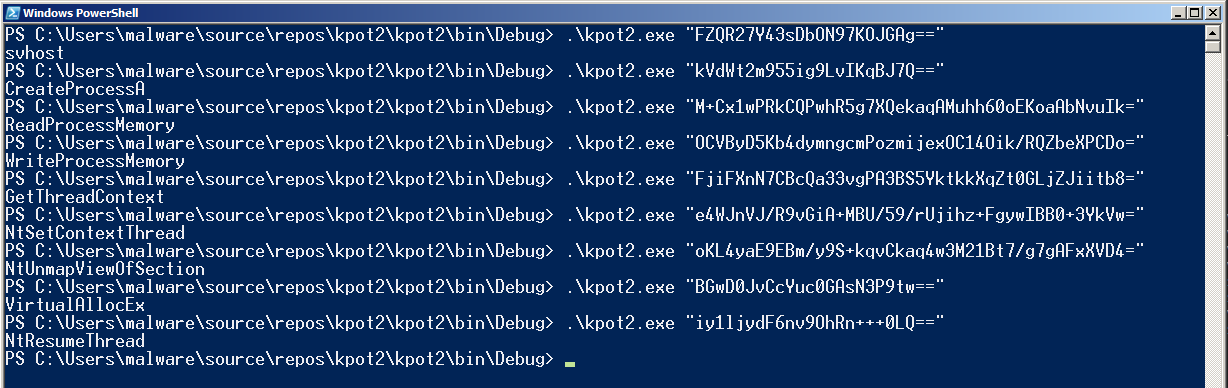 Windows PowerShell
PS C:\Users\malware\source\repos\kpot2\kpot2\bin\Debug> .\kpot2.exe "FZQR27Y43sDbON97KOJGAg=="
svhost
PS C:\Users\malware\source\repos\kpot2\kpot2\bin\Debug> .\kpot2.exe "kVdWt2m955ig9LvIKqBJ7Q=="
CreateProcessA
PS C:\Users\malware\source\repos\kpot2\kpot2\bin\Debug> .\kpot2.exe "M+Cx1wPRkCQPwhR5g7XQekaqAMuhh60oEKoaAbNvuIk="
ReadProcessMemory
PS C:\Users\malware\source\repos\kpot2\kpot2\bin\Debug> .\kpot2.exe "OCVByD5Kb4dymngcmPozmijexOC14Oik/RQZbeXPCDo="
WriteProcessMemory
PS C:\Users\malware\source\repos\kpot2\kpot2\bin\Debug> .\kpot2.exe "FjiFXnN7CBcQa33vgPA3BS5YktkkXqZt0GLjZJiitb8="
GetThreadContext
PS C:\Users\malware\source\repos\kpot2\kpot2\bin\Debug> .\kpot2.exe "e4WJnVJ/R9vGiA+MBU/59/rUjihz+FgywIBB0+3YkVw="
NtSetContextThread
PS C:\Users\malware\source\repos\kpot2\kpot2\bin\Debug> .\kpot2.exe "oKL4yaE9EBm/y9S+kqvCkaq4w3M21Bt7/g7gAFxXVD4="
NtUnmapViewOfSection
PS C:\Users\malware\source\repos\kpot2\kpot2\bin\Debug> .\kpot2.exe "BGwD0JvCcYuc0GAsN3P9tw=="
VirtualAllocEx
PS C:\Users\malware\source\repos\kpot2\kpot2\bin\Debug> .\kpot2.exe "iy1ljydF6nv9OhRn+++0LQ=="
NtResumeThread
PS C:\Users\malware\source\repos\kpot2\kpot2\bin\Debug>